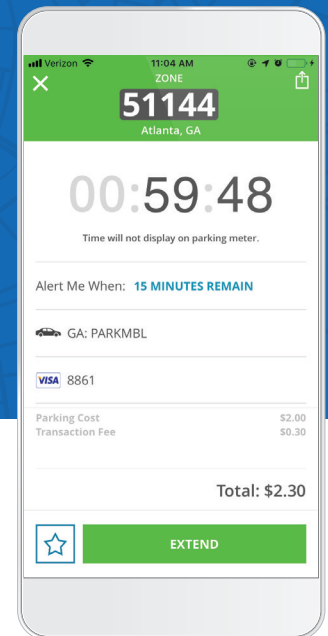 Verizon 11:04 AM
ZONE
51144
Atlanta, GA
00:59:48
Time will not display on parking meter.
Alert Me When: 15 MINUTES REMAIN
GA: PARKMBL
VISA 8861
Parking Cost $2.00
Transaction Fee $0.30
Total: $2.30
EXTEND